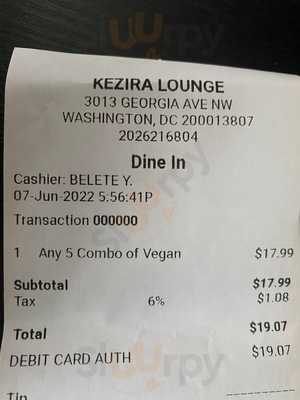 KEZIRA LOUNGE
3013 GEORGIA AVE NW
WASHINGTON, DC 200013807
2026216804
Dine In
Cashier: BELETE Y.
07-Jun-2022 5:56:41P
Transaction 000000
1 Any 5 Combo of Vegan $17.99
Subtotal $17.99
Tax 6% $1.08
Total $19.07
DEBIT CARD AUTH $19.07
Tip